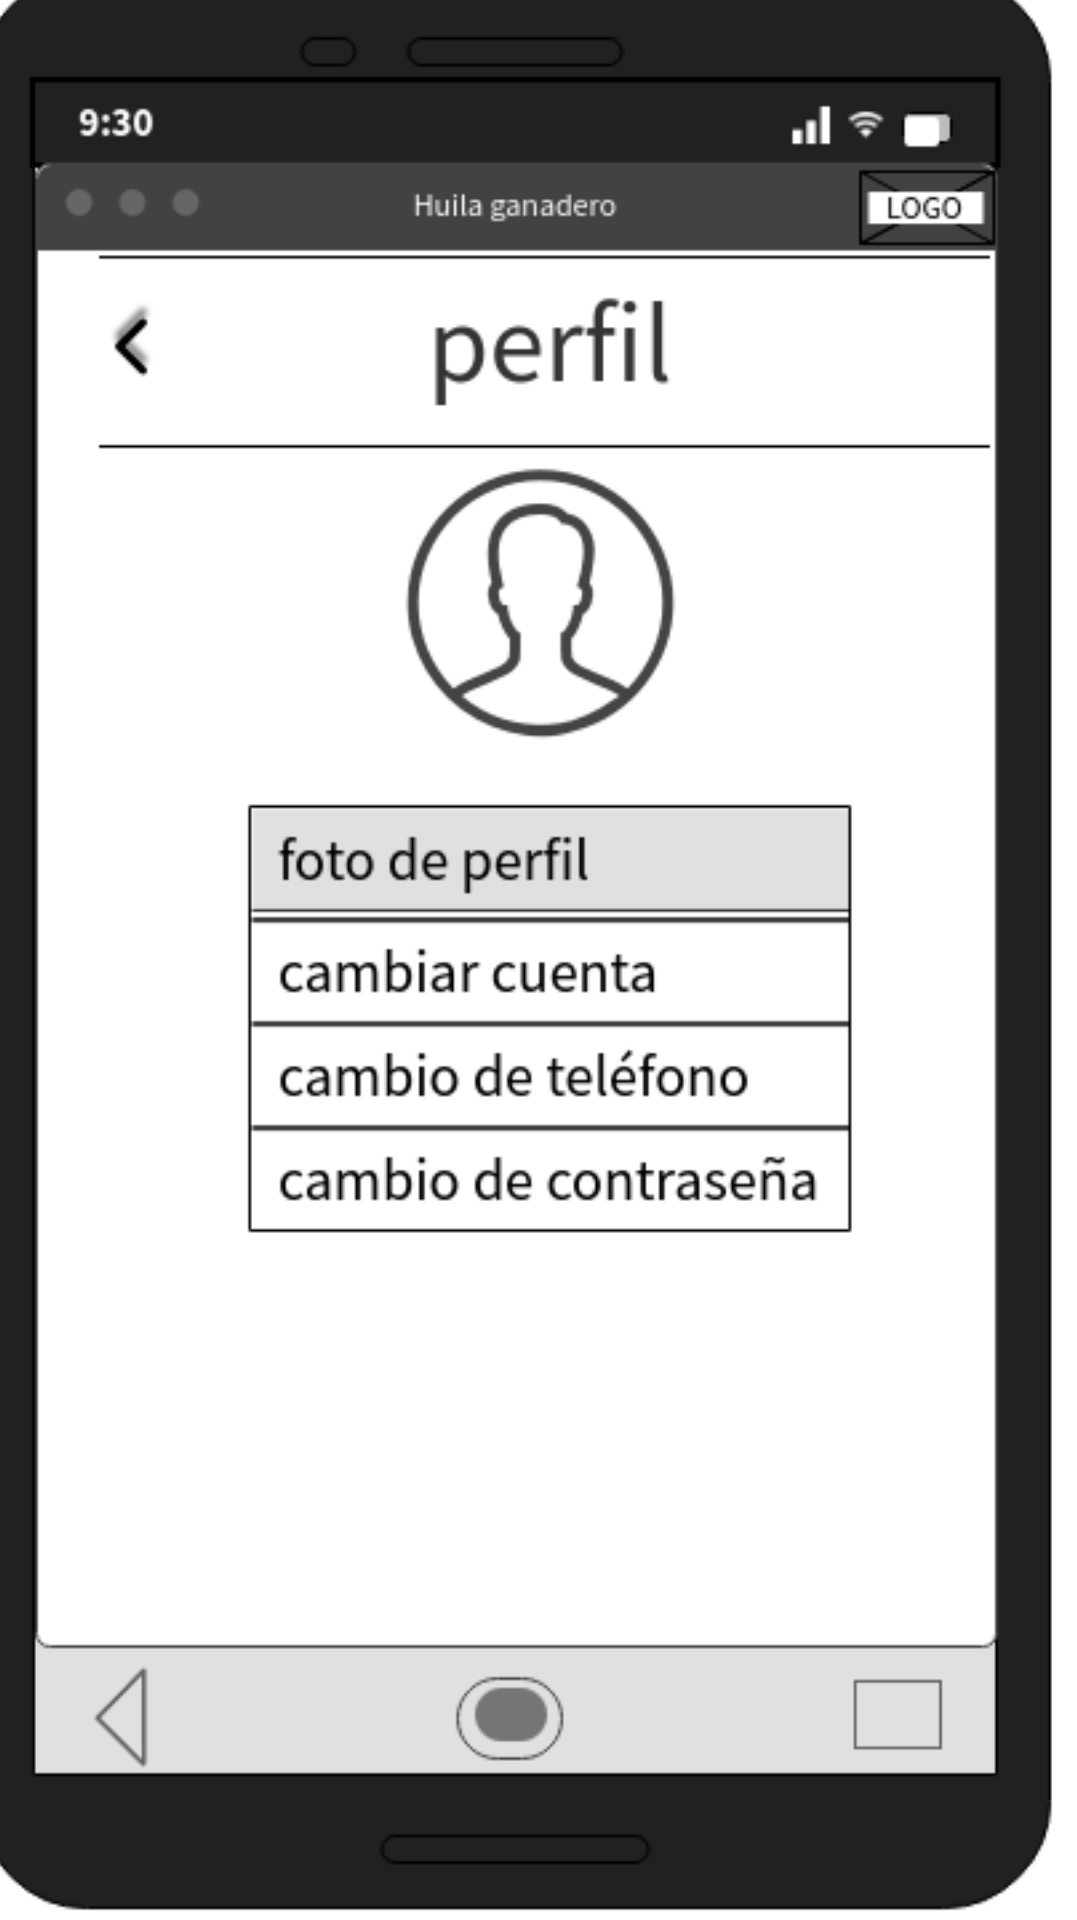 9:30
Huila ganadero
LOGO
perfil
foto de perfil
cambiar cuenta
cambio de teléfono
cambio de contraseña